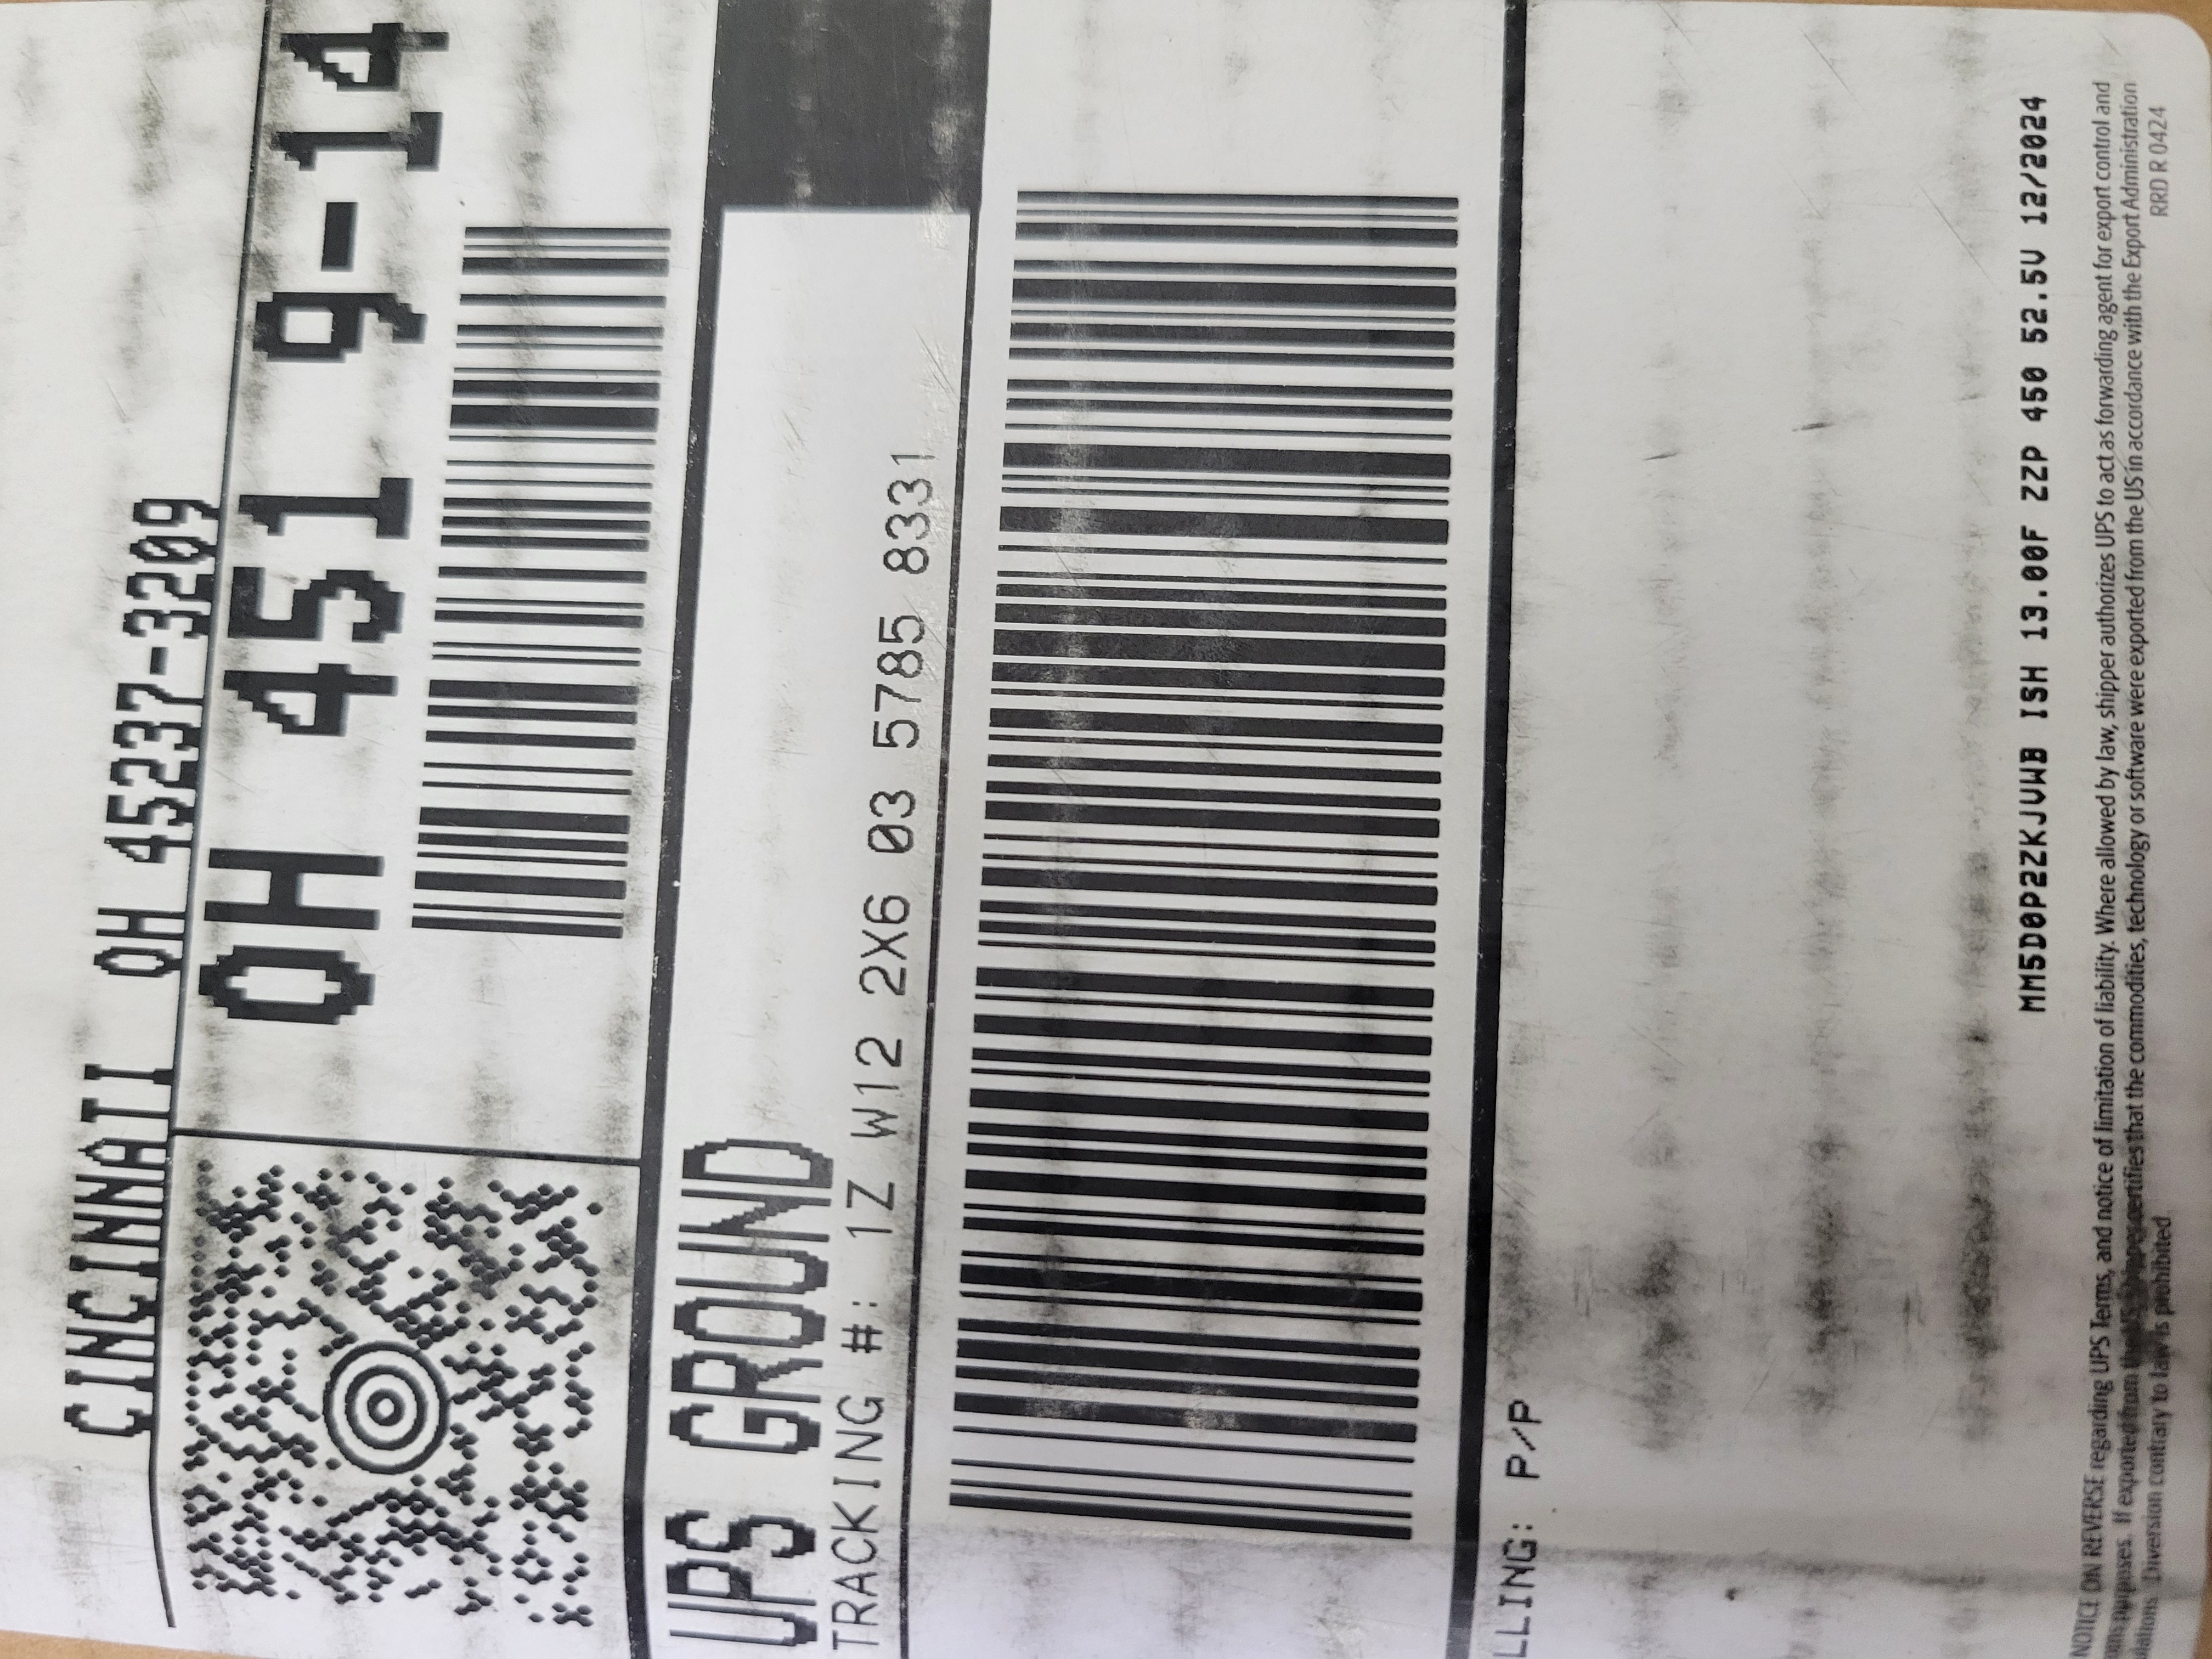 CINCINNATI OH 45237-3209
OH 451 9-14
UPS GROUND
TRACKING #: 1Z W12 2X6 03 5785 8331
LLING: P/P
MM5D0P2ZKJUWB ISH 13.00F ZZP 450 52.5V 12/2024
NOTICE ON REVERSE regarding UPS Terms, and notice of limitation of liability. Where allowed by law, shipper authorizes UPS to act as forwarding agent for export control and
purposes. If exported from the US, certifies that the commodities, technology or software were exported from the US in accordance with the Export Administration
Diversion contrary to law is prohibited.
RRD R 0424